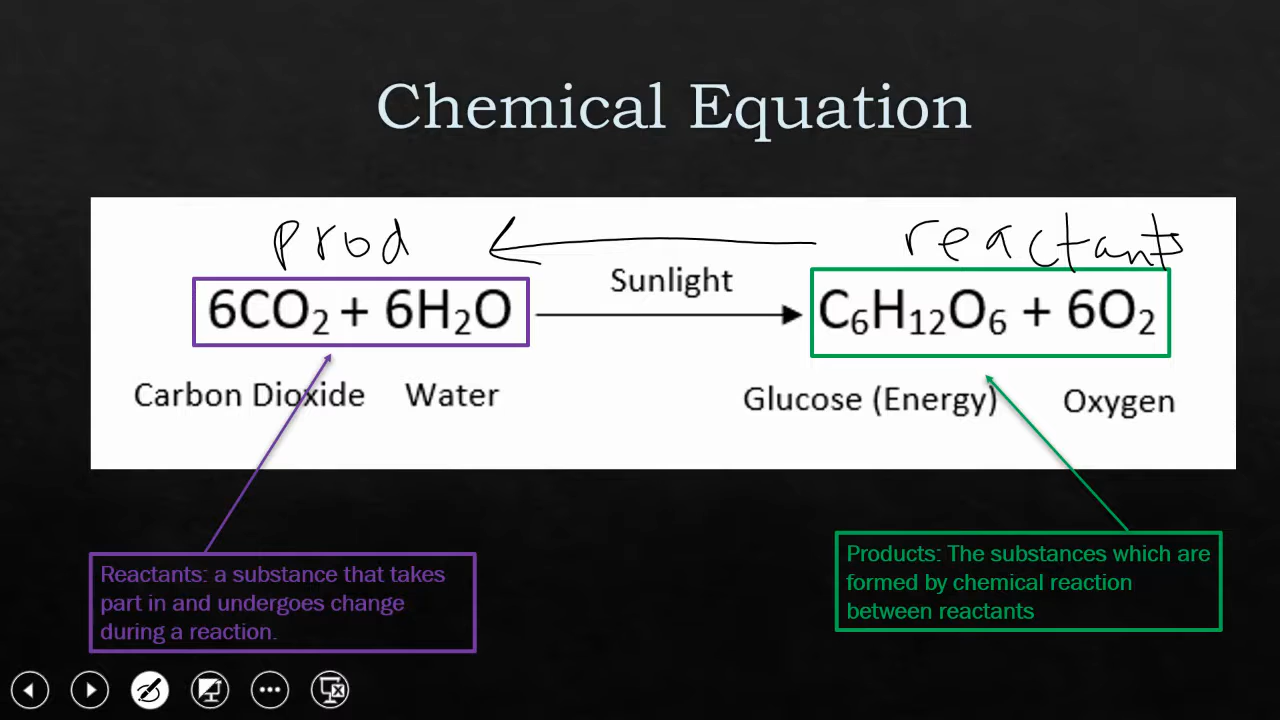 Chemical Equation
prod ← reactants
Sunlight
6CO₂ + 6H₂O → C₆H₁₂O₆ + 6O₂
Carbon Dioxide Water Glucose (Energy) Oxygen
Reactants: a substance that takes
part in and undergoes change
during a reaction.
Products: The substances which are
formed by chemical reaction
between reactants